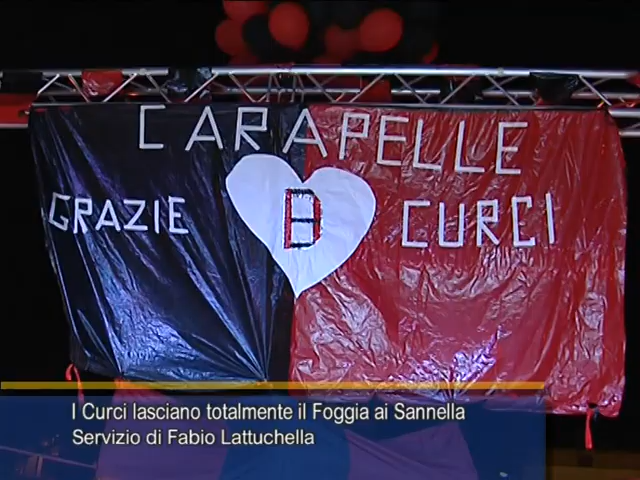 CARAPELLE
GRAZIE B CURCI
I Curci lasciano totalmente il Foggia ai Sannella
Servizio di Fabio Lattuchella